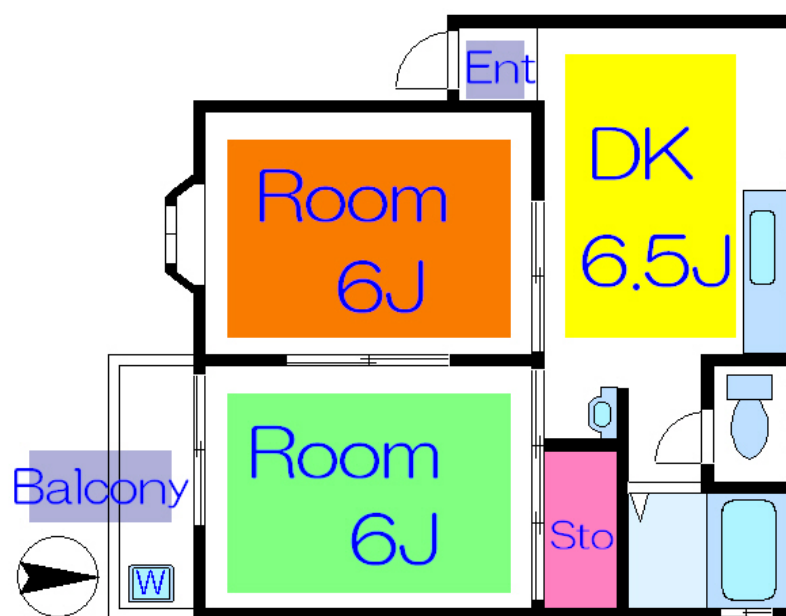 Ent
DK
6.5J
Room
6J
Room
6J
Balcony
Sto
W